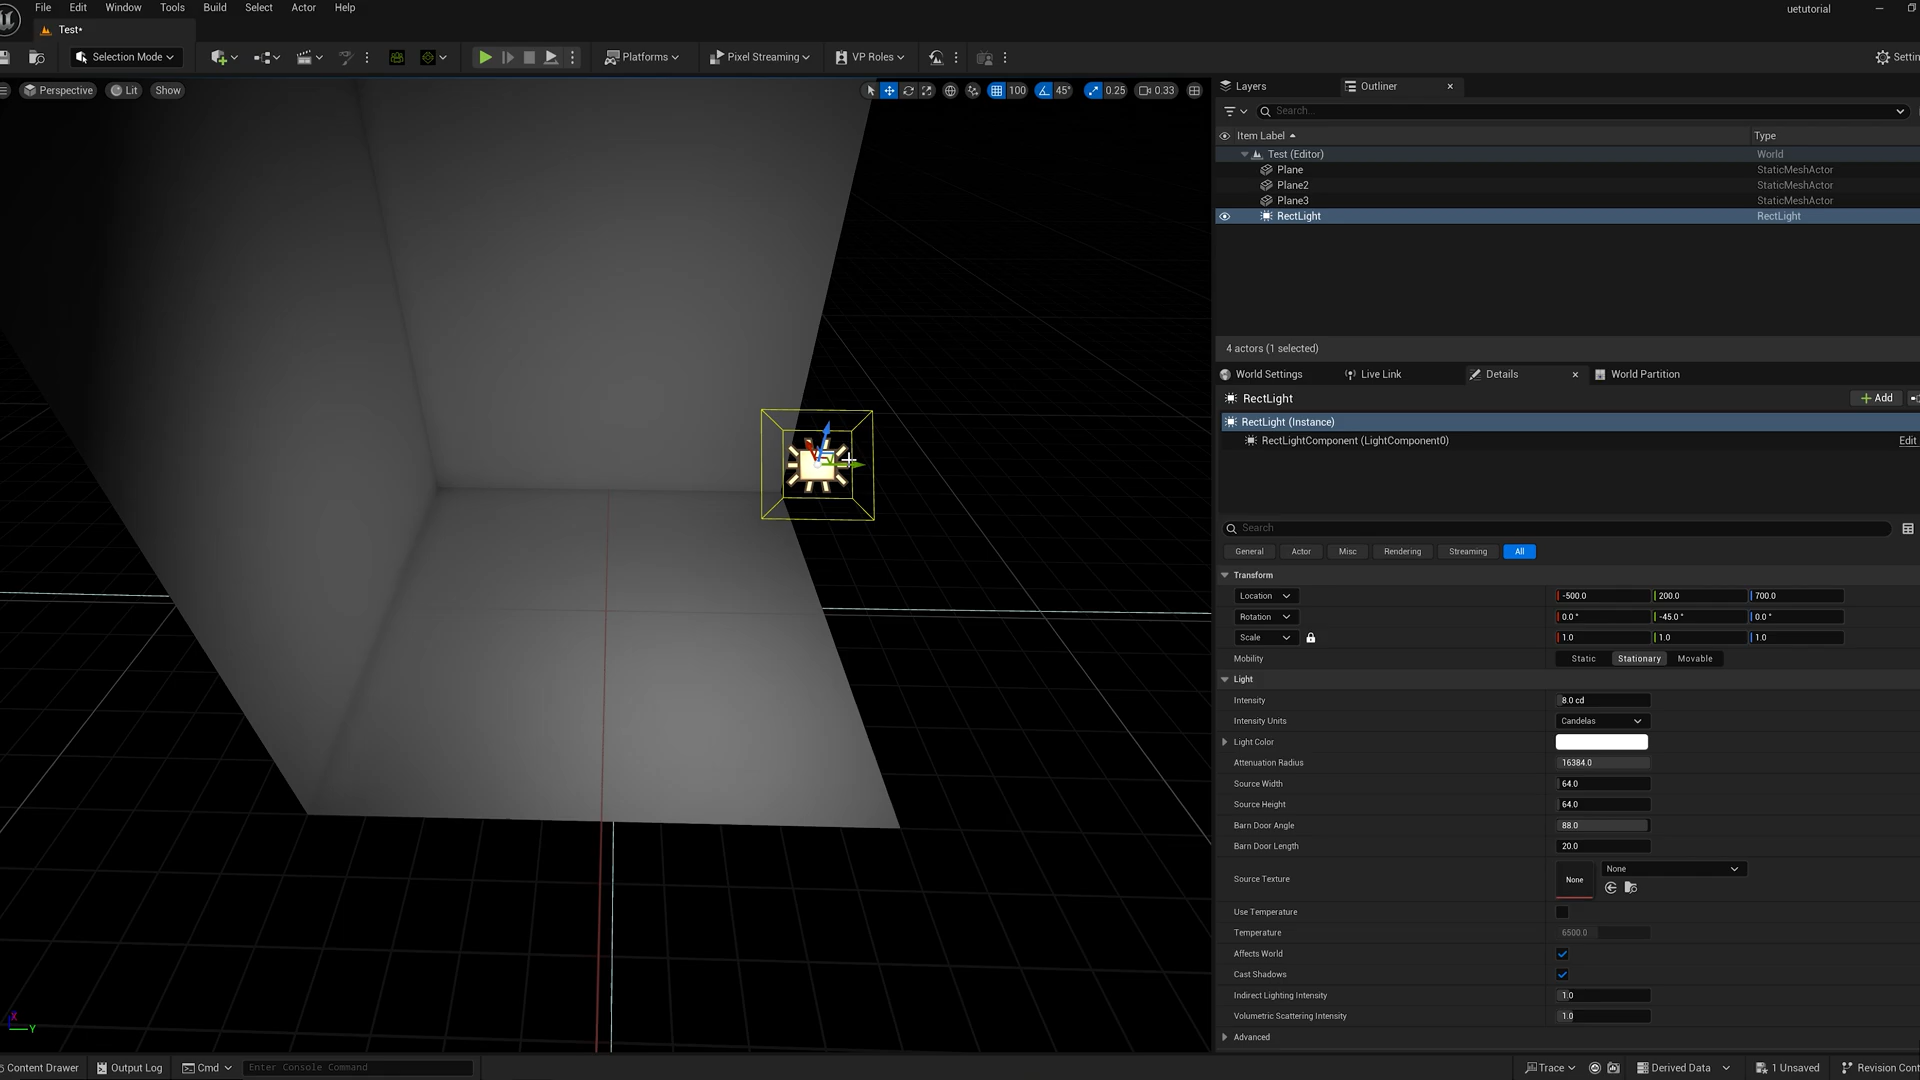 File Edit Window Tools Build Select Actor Help
uetutorial
Test*
Selection Mode
Platforms
Pixel Streaming
VP Roles
Settin
Perspective
Lit
Show
100
45°
0.25
0.33
Layers
Outliner
Search...
Item Label
Type
Test (Editor)
World
Plane
StaticMeshActor
Plane2
StaticMeshActor
Plane3
StaticMeshActor
RectLight
RectLight
4 actors (1 selected)
World Settings
Live Link
Details
World Partition
RectLight
Add
RectLight (Instance)
RectLightComponent (LightComponent0)
Edit
Search
General
Actor
Misc
Rendering
Streaming
All
Transform
Location
-500.0
200.0
700.0
Rotation
0.0 °
-45.0 °
0.0 °
Scale
1.0
1.0
1.0
Mobility
Static
Stationary
Movable
Light
Intensity
8.0 cd
Intensity Units
Candelas
Light Color
Attenuation Radius
16384.0
Source Width
64.0
Source Height
64.0
Barn Door Angle
88.0
Barn Door Length
20.0
Source Texture
None
None
Use Temperature
Temperature
6500.0
Affects World
Cast Shadows
Indirect Lighting Intensity
1.0
Volumetric Scattering Intensity
1.0
Advanced
X
Y
Content Drawer
Output Log
Cmd
Enter Console Command
Trace
Derived Data
1 Unsaved
Revision Cont